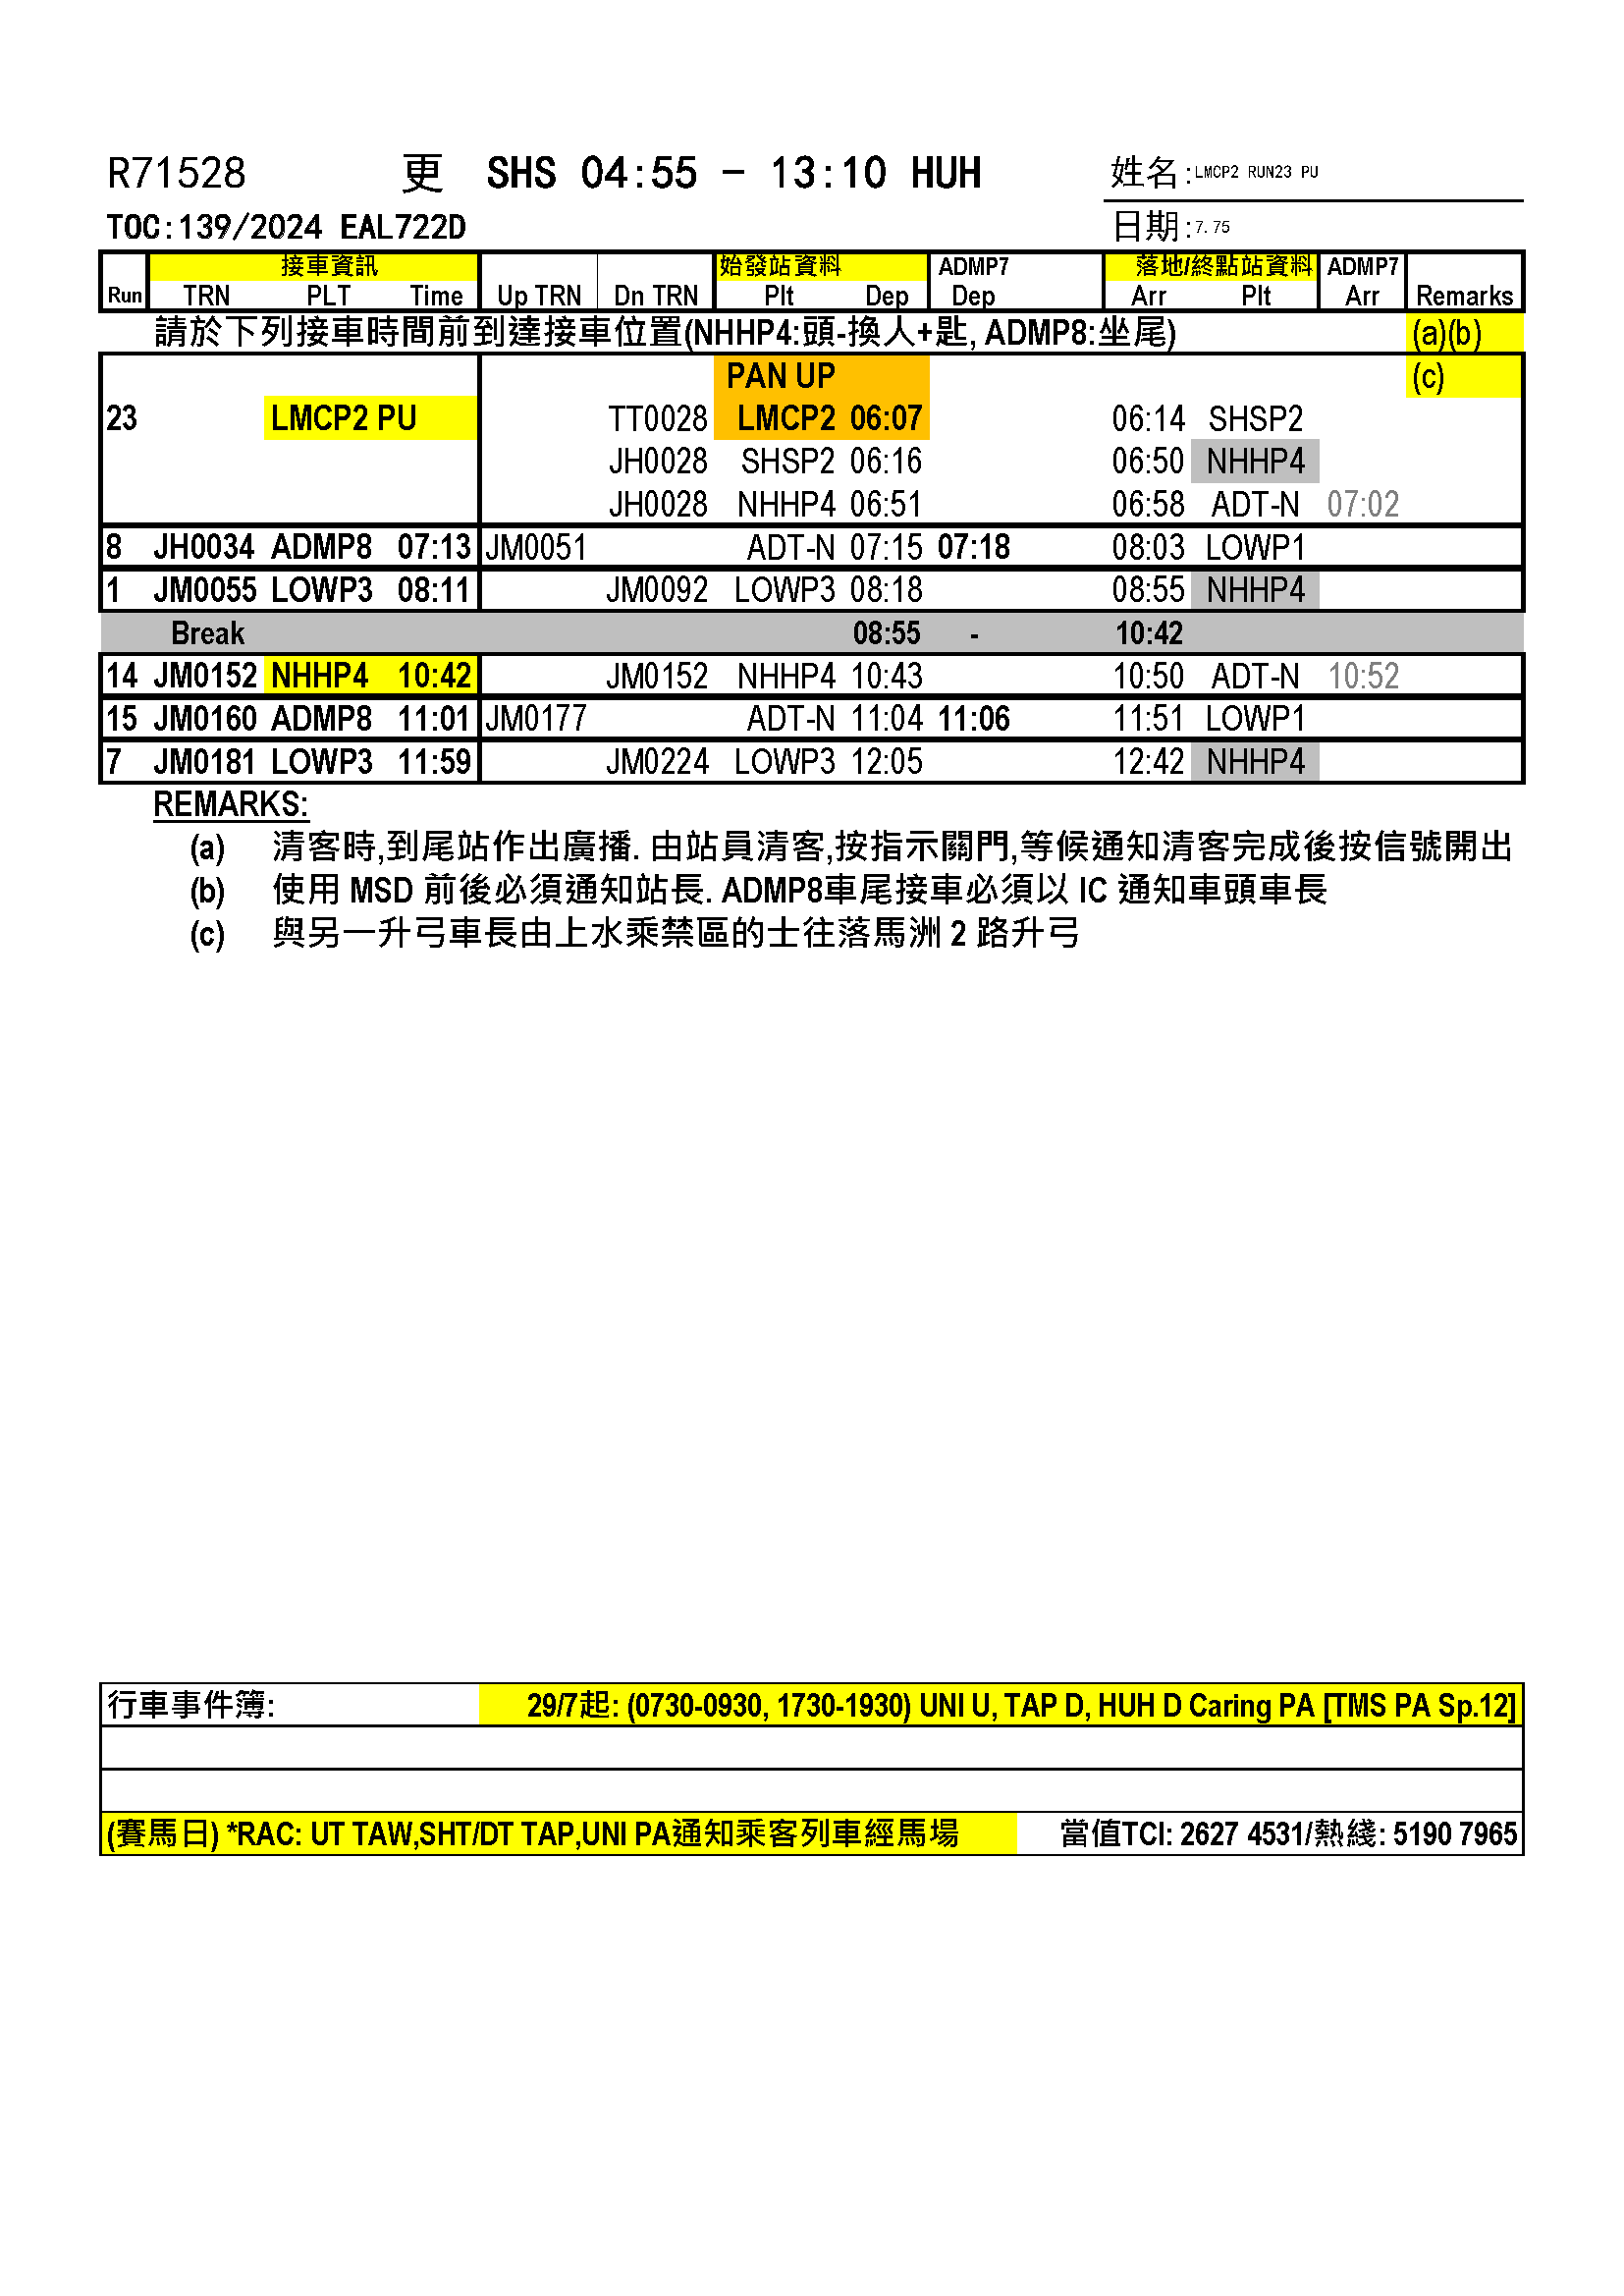 R71528 更 SHS 04:55 - 13:10 HUH 姓名:LMCP2 RUN23 PU
TOC:139/2024 EAL722D 日期:7.75
接車資訊 始發站資料 ADMP7 落地/終點站資料 ADMP7
Run TRN PLT Time Up TRN Dn TRN Plt Dep Dep Arr Plt Arr Remarks
請於下列接車時間前到達接車位置(NHHP4:頭-換人+匙, ADMP8:坐尾) (a)(b)
PAN UP (c)
23 LMCP2 PU TT0028 LMCP2 06:07 06:14 SHSP2
JH0028 SHSP2 06:16 06:50 NHHP4
JH0028 NHHP4 06:51 06:58 ADT-N 07:02
8 JH0034 ADMP8 07:13 JM0051 ADT-N 07:15 07:18 08:03 LOWP1
1 JM0055 LOWP3 08:11 JM0092 LOWP3 08:18 08:55 NHHP4
Break 08:55 - 10:42
14 JM0152 NHHP4 10:42 JM0152 NHHP4 10:43 10:50 ADT-N 10:52
15 JM0160 ADMP8 11:01 JM0177 ADT-N 11:04 11:06 11:51 LOWP1
7 JM0181 LOWP3 11:59 JM0224 LOWP3 12:05 12:42 NHHP4
REMARKS:
(a) 清客時,到尾站作出廣播. 由站員清客,按指示關門,等候通知清客完成後按信號開出
(b) 使用 MSD 前後必須通知站長. ADMP8車尾接車必須以 IC 通知車頭車長
(c) 與另一升弓車長由上水乘禁區的士往落馬洲 2 路升弓
行車事件簿: 29/7起: (0730-0930, 1730-1930) UNI U, TAP D, HUH D Caring PA [TMS PA Sp.12]
(賽馬日) *RAC: UT TAW,SHT/DT TAP,UNI PA通知乘客列車經馬場 當值TCI: 2627 4531/熱綫: 5190 7965